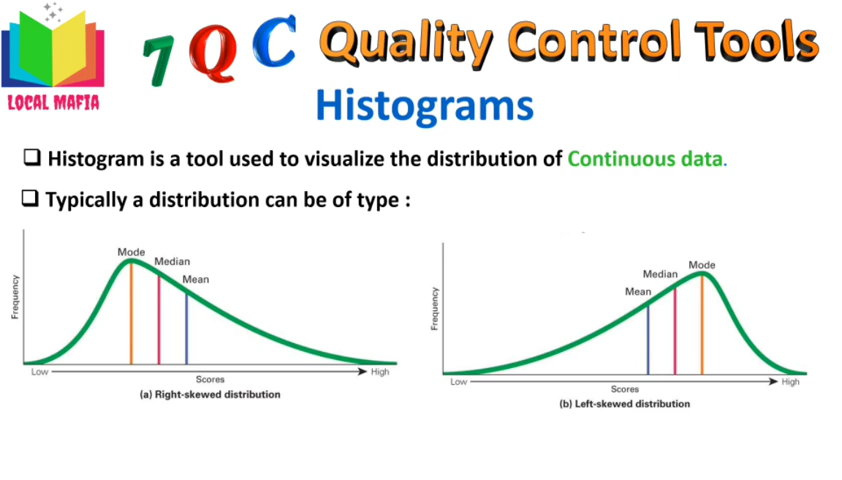 7 Q C Quality Control Tools
LOCAL MAFIA
Histograms
Histogram is a tool used to visualize the distribution of Continuous data.
Typically a distribution can be of type :
Mode
Median
Mean
Frequency
Low
High
Scores
(a) Right-skewed distribution
Mode
Median
Mean
Frequency
Low
High
Scores
(b) Left-skewed distribution